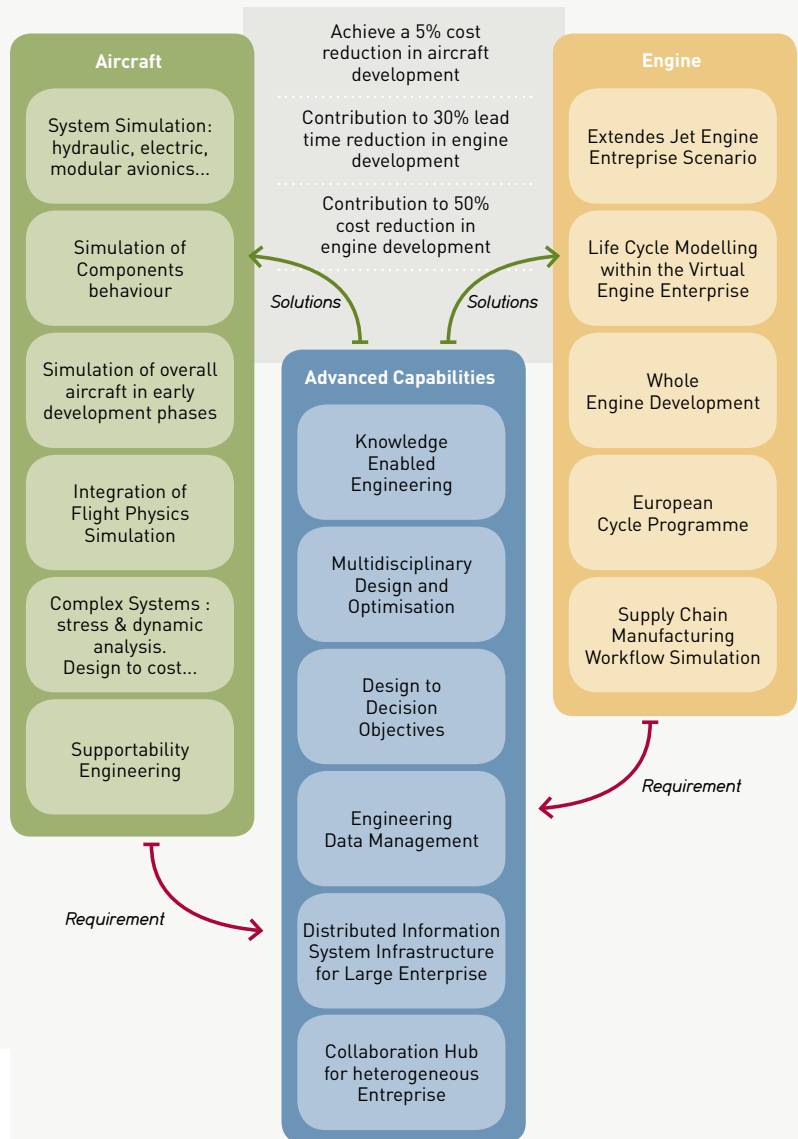 Achieve a 5% cost
reduction in aircraft
development
Contribution to 30% lead
time reduction in engine
development
Contribution to 50%
cost reduction in
engine development
Aircraft
System Simulation:
hydraulic, electric,
modular avionics...
Simulation of
Components
behaviour
Simulation of overall
aircraft in early
development phases
Integration of
Flight Physics
Simulation
Complex Systems :
stress & dynamic
analysis.
Design to cost...
Supportability
Engineering
Solutions
Solutions
Advanced Capabilities
Knowledge
Enabled
Engineering
Multidisciplinary
Design and
Optimisation
Design to
Decision
Objectives
Engineering
Data Management
Distributed Information
System Infrastructure
for Large Enterprise
Collaboration Hub
for heterogeneous
Entreprise
Engine
Extendes Jet Engine
Entreprise Scenario
Life Cycle Modelling
within the Virtual
Engine Enterprise
Whole
Engine Development
European
Cycle Programme
Supply Chain
Manufacturing
Workflow Simulation
Requirement
Requirement